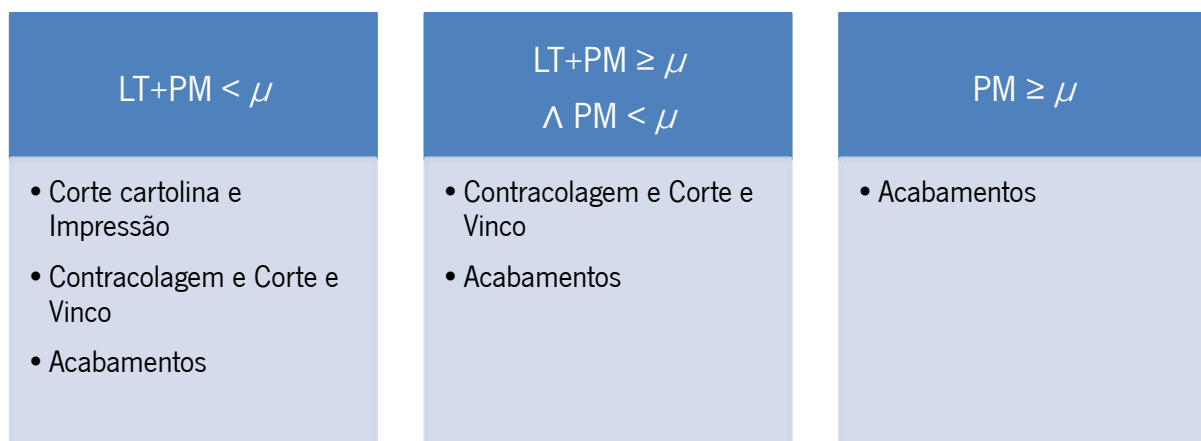 LT+PM < μ
• Corte cartolina e
Impressão
• Contracolagem e Corte e
Vinco
• Acabamentos
LT+PM ≥ μ
∧ PM < μ
• Contracolagem e Corte e
Vinco
• Acabamentos
PM ≥ μ
• Acabamentos